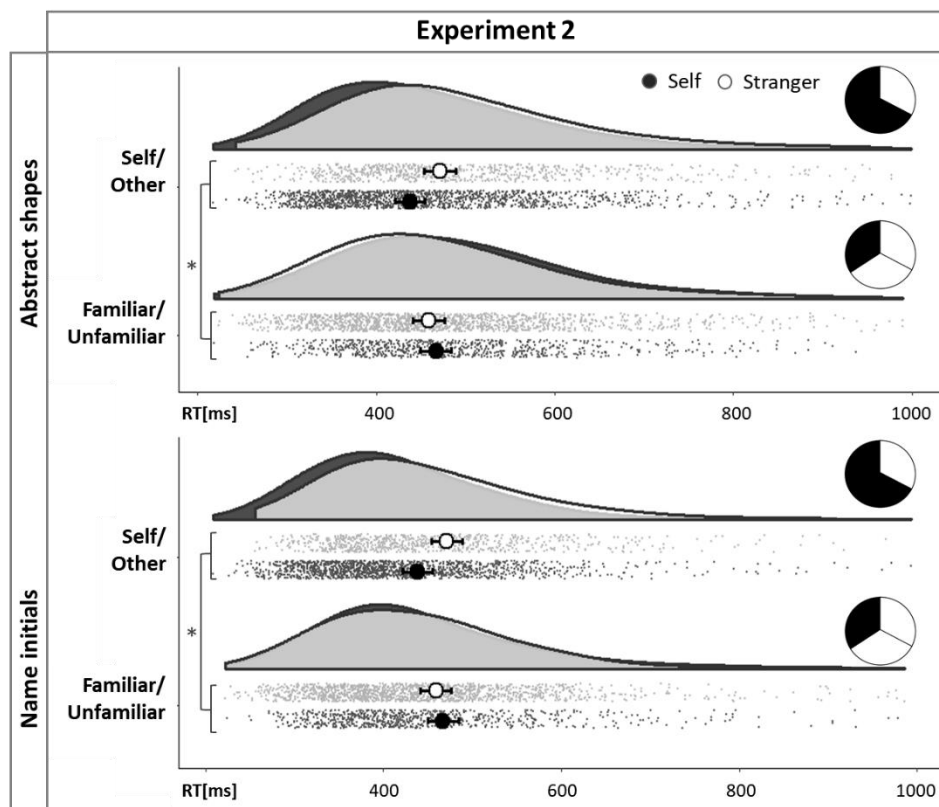 Experiment 2
Self Stranger
Abstract shapes
Self/
Other
*
Familiar/
Unfamiliar
RT[ms] 400 600 800 1000
Name initials
Self/
Other
*
Familiar/
Unfamiliar
RT[ms] 400 600 800 1000